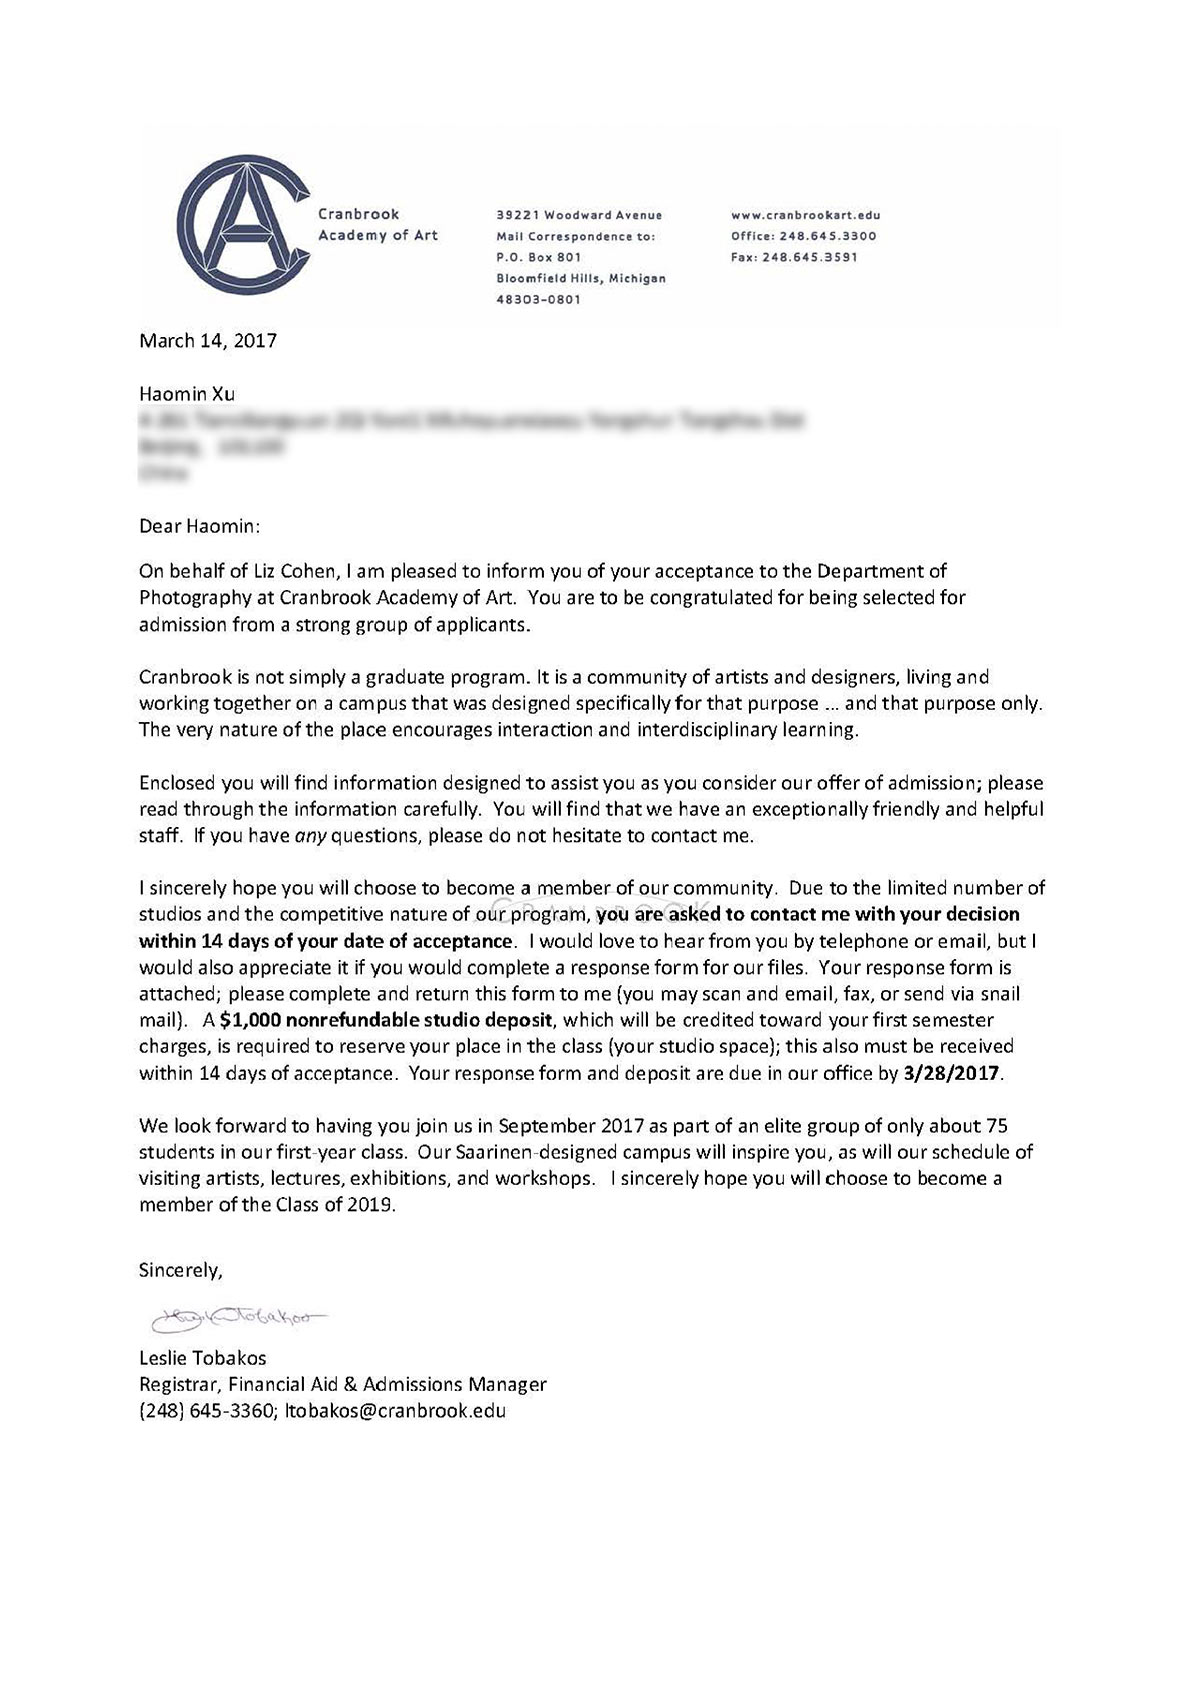 Cranbrook
Academy of Art
39221 Woodward Avenue
Mail Correspondence to:
P.O. Box 801
Bloomfield Hills, Michigan
48303-0801
www.cranbrookart.edu
Office: 248.645.3300
Fax: 248.645.3591
March 14, 2017
Haomin Xu
Dear Haomin:
On behalf of Liz Cohen, I am pleased to inform you of your acceptance to the Department of
Photography at Cranbrook Academy of Art.  You are to be congratulated for being selected for
admission from a strong group of applicants.
Cranbrook is not simply a graduate program. It is a community of artists and designers, living and
working together on a campus that was designed specifically for that purpose ... and that purpose only.
The very nature of the place encourages interaction and interdisciplinary learning.
Enclosed you will find information designed to assist you as you consider our offer of admission; please
read through the information carefully.  You will find that we have an exceptionally friendly and helpful
staff.  If you have any questions, please do not hesitate to contact me.
I sincerely hope you will choose to become a member of our community.  Due to the limited number of
studios and the competitive nature of our program, you are asked to contact me with your decision
within 14 days of your date of acceptance.  I would love to hear from you by telephone or email, but I
would also appreciate it if you would complete a response form for our files.  Your response form is
attached; please complete and return this form to me (you may scan and email, fax, or send via snail
mail).   A $1,000 nonrefundable studio deposit, which will be credited toward your first semester
charges, is required to reserve your place in the class (your studio space); this also must be received
within 14 days of acceptance.  Your response form and deposit are due in our office by 3/28/2017.
CRANBROOK
We look forward to having you join us in September 2017 as part of an elite group of only about 75
students in our first-year class.  Our Saarinen-designed campus will inspire you, as will our schedule of
visiting artists, lectures, exhibitions, and workshops.   I sincerely hope you will choose to become a
member of the Class of 2019.
Sincerely,
Leslie Tobakos
Registrar, Financial Aid & Admissions Manager
(248) 645-3360; ltobakos@cranbrook.edu